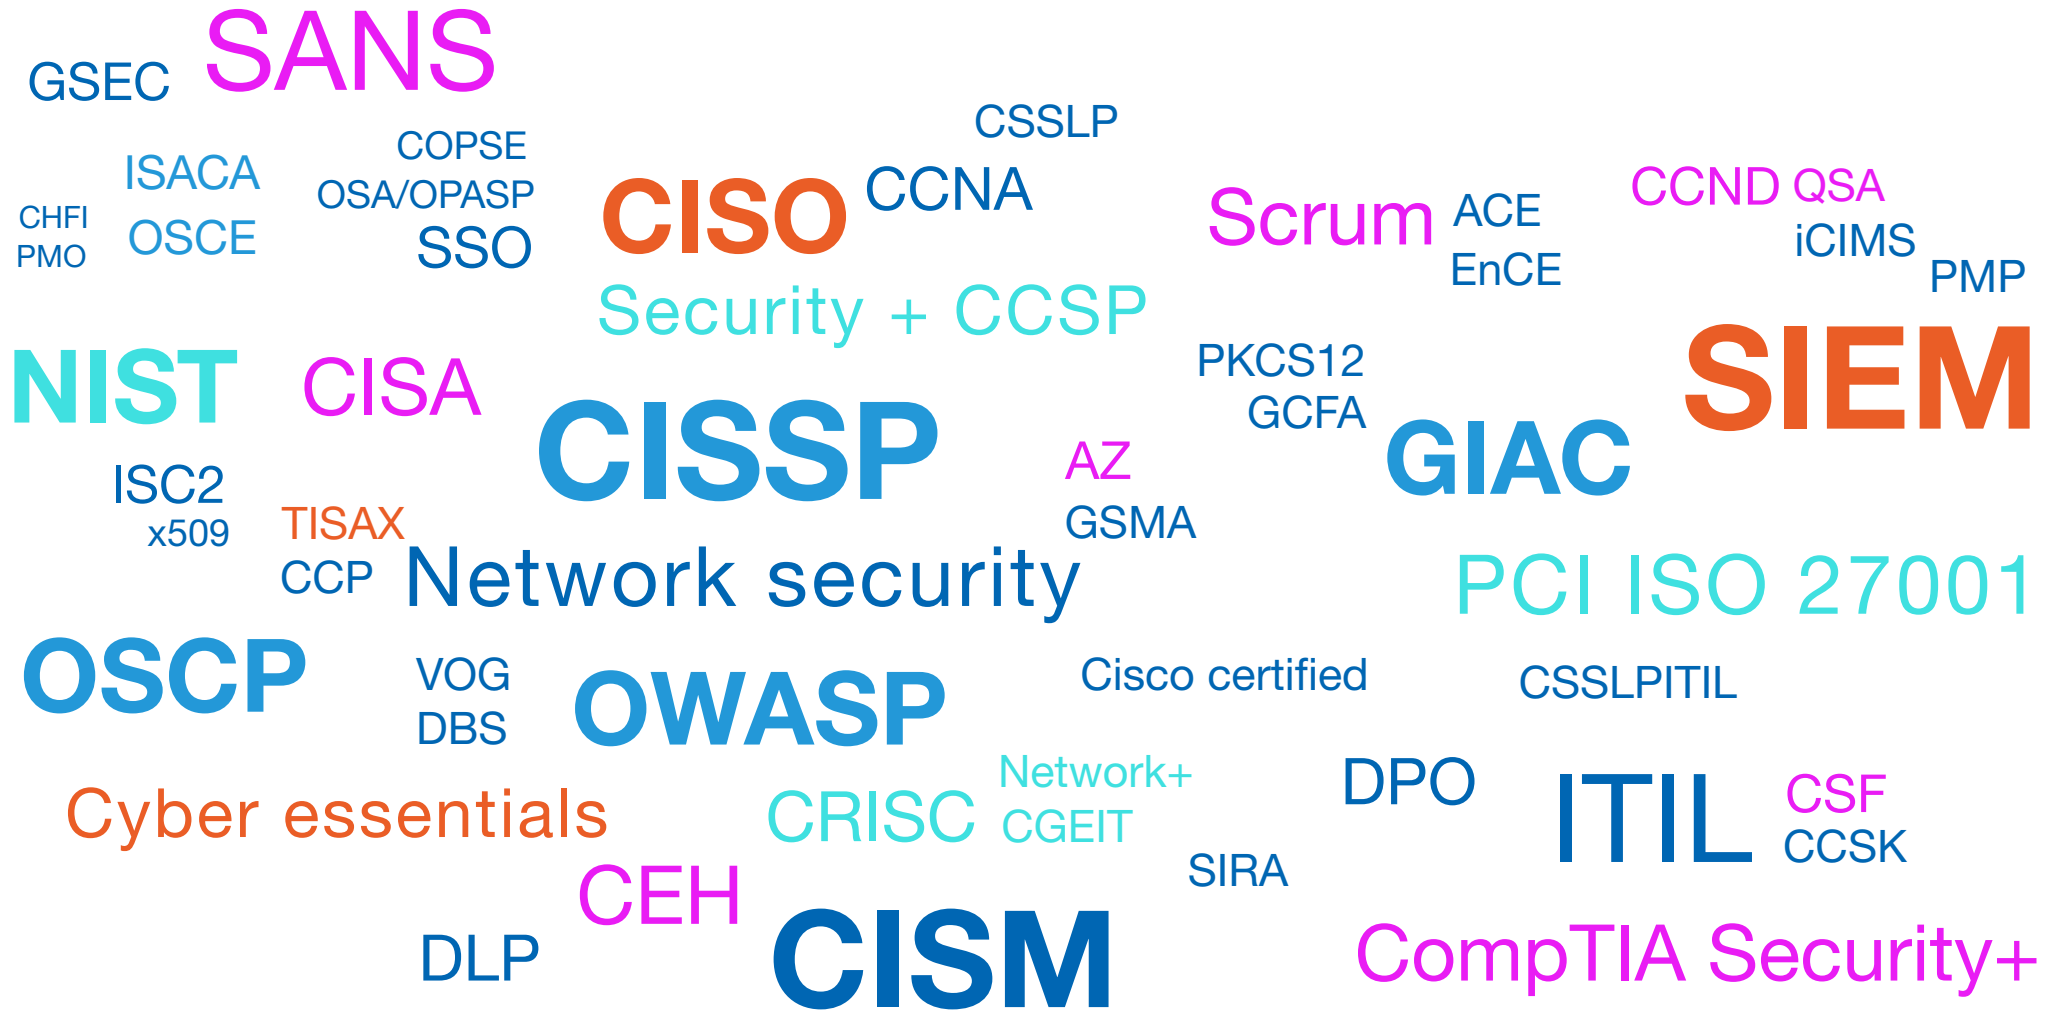 SANS
GSEC
CSSLP
COPSE
ISACA
OSA/OPASP
CISO
CCNA
Scrum
ACE
CCND
QSA
CHFI
OSCE
SSO
iCIMS
PMO
EnCE
PMP
Security + CCSP
NIST
CISA
PKCS12
SIEM
GCFA
CISSP
AZ
GIAC
ISC2
x509
TISAX
GSMA
CCP
Network security
PCI ISO 27001
OSCP
VOG
OWASP
Cisco certified
CSSLPITIL
DBS
Network+
DPO
ITIL
CSF
Cyber essentials
CRISC
CGEIT
CCSK
SIRA
CEH
DLP
CISM
CompTIA Security+